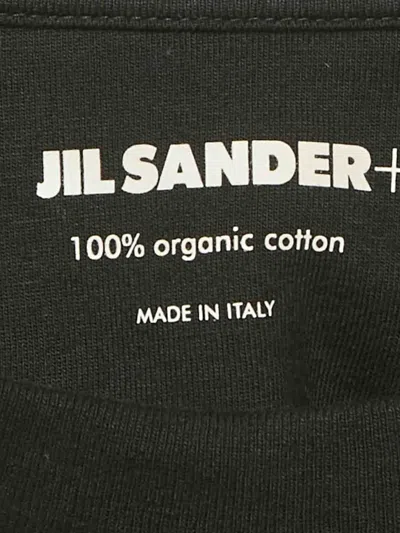 JIL SANDER+
100% organic cotton
MADE IN ITALY